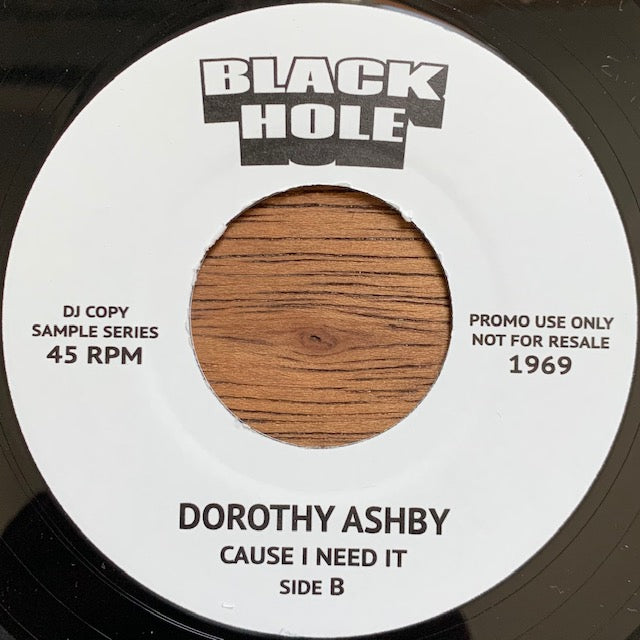 BLACK
HOLE
DJ COPY
SAMPLE SERIES
45 RPM
PROMO USE ONLY
NOT FOR RESALE
1969
DOROTHY ASHBY
CAUSE I NEED IT
SIDE B